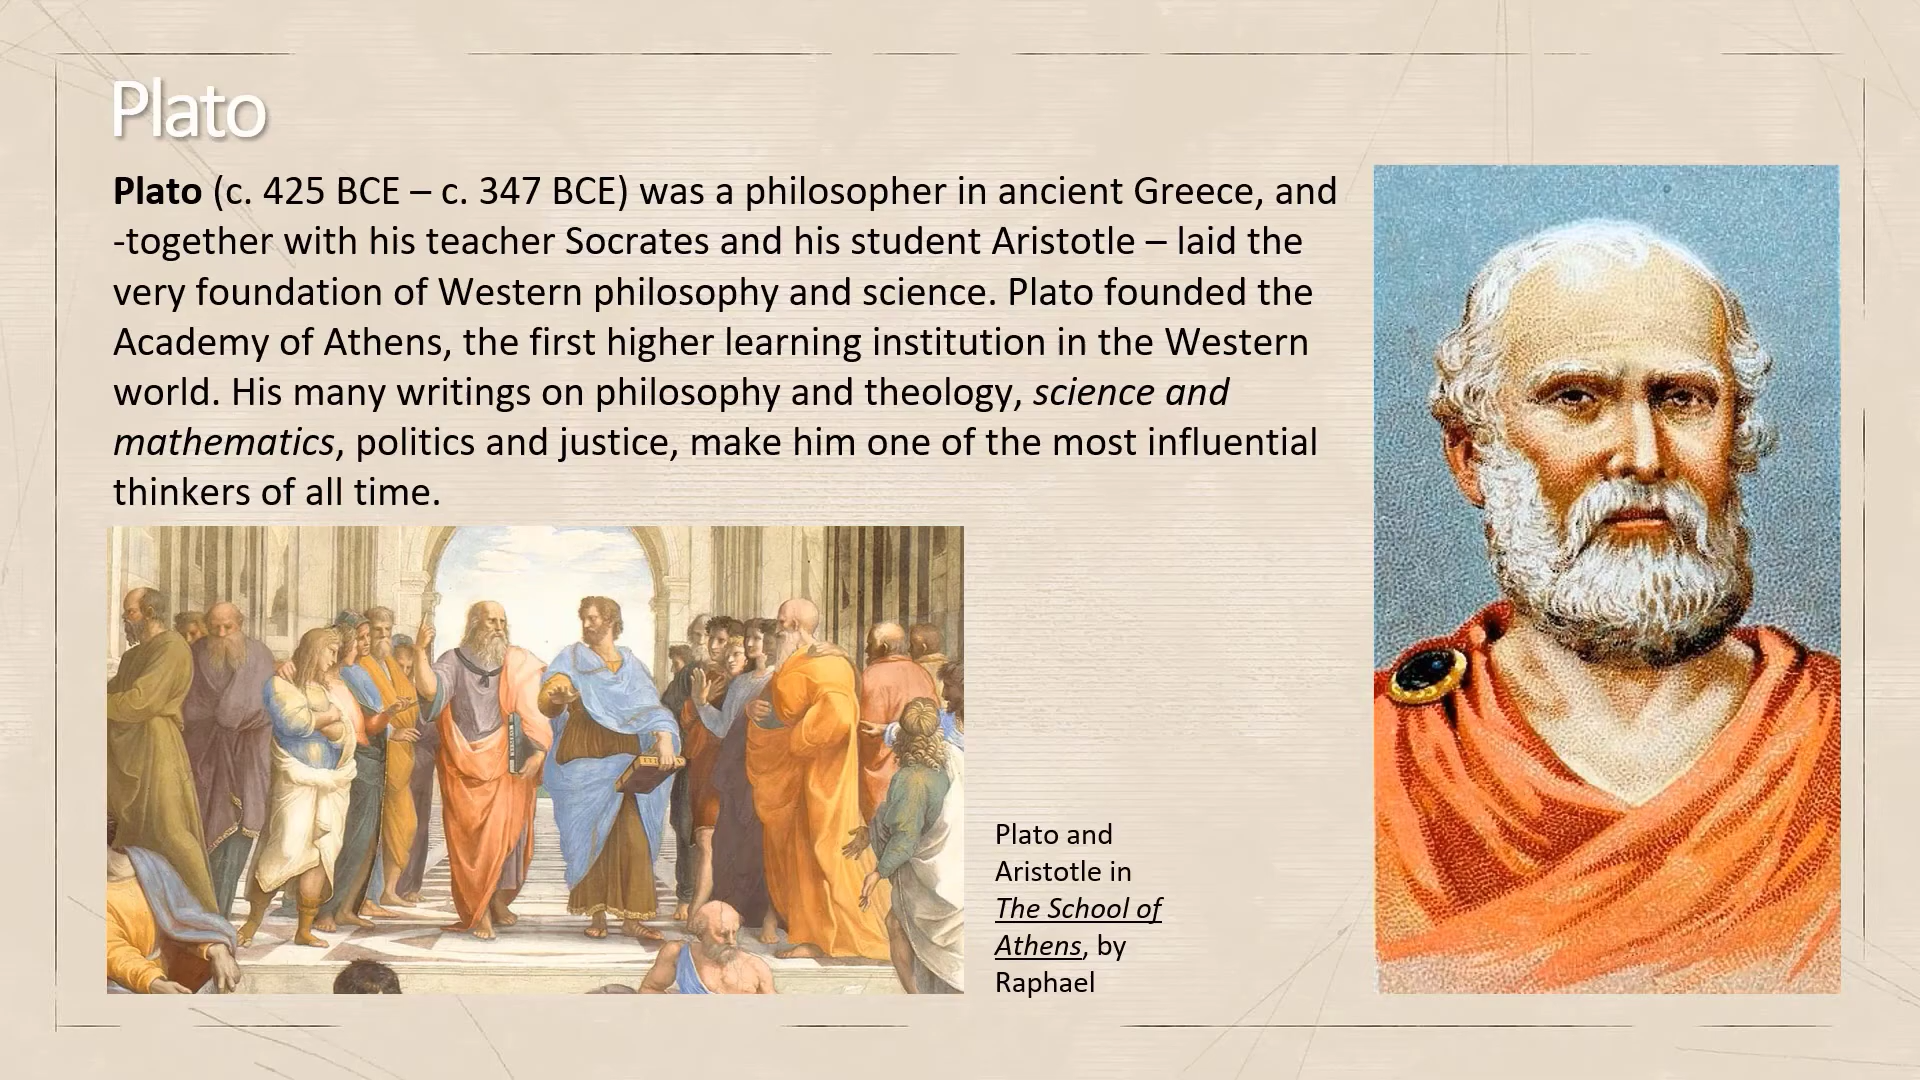 Plato
Plato (c. 425 BCE – c. 347 BCE) was a philosopher in ancient Greece, and
-together with his teacher Socrates and his student Aristotle – laid the
very foundation of Western philosophy and science. Plato founded the
Academy of Athens, the first higher learning institution in the Western
world. His many writings on philosophy and theology, science and
mathematics, politics and justice, make him one of the most influential
thinkers of all time.
Plato and
Aristotle in
The School of
Athens, by
Raphael